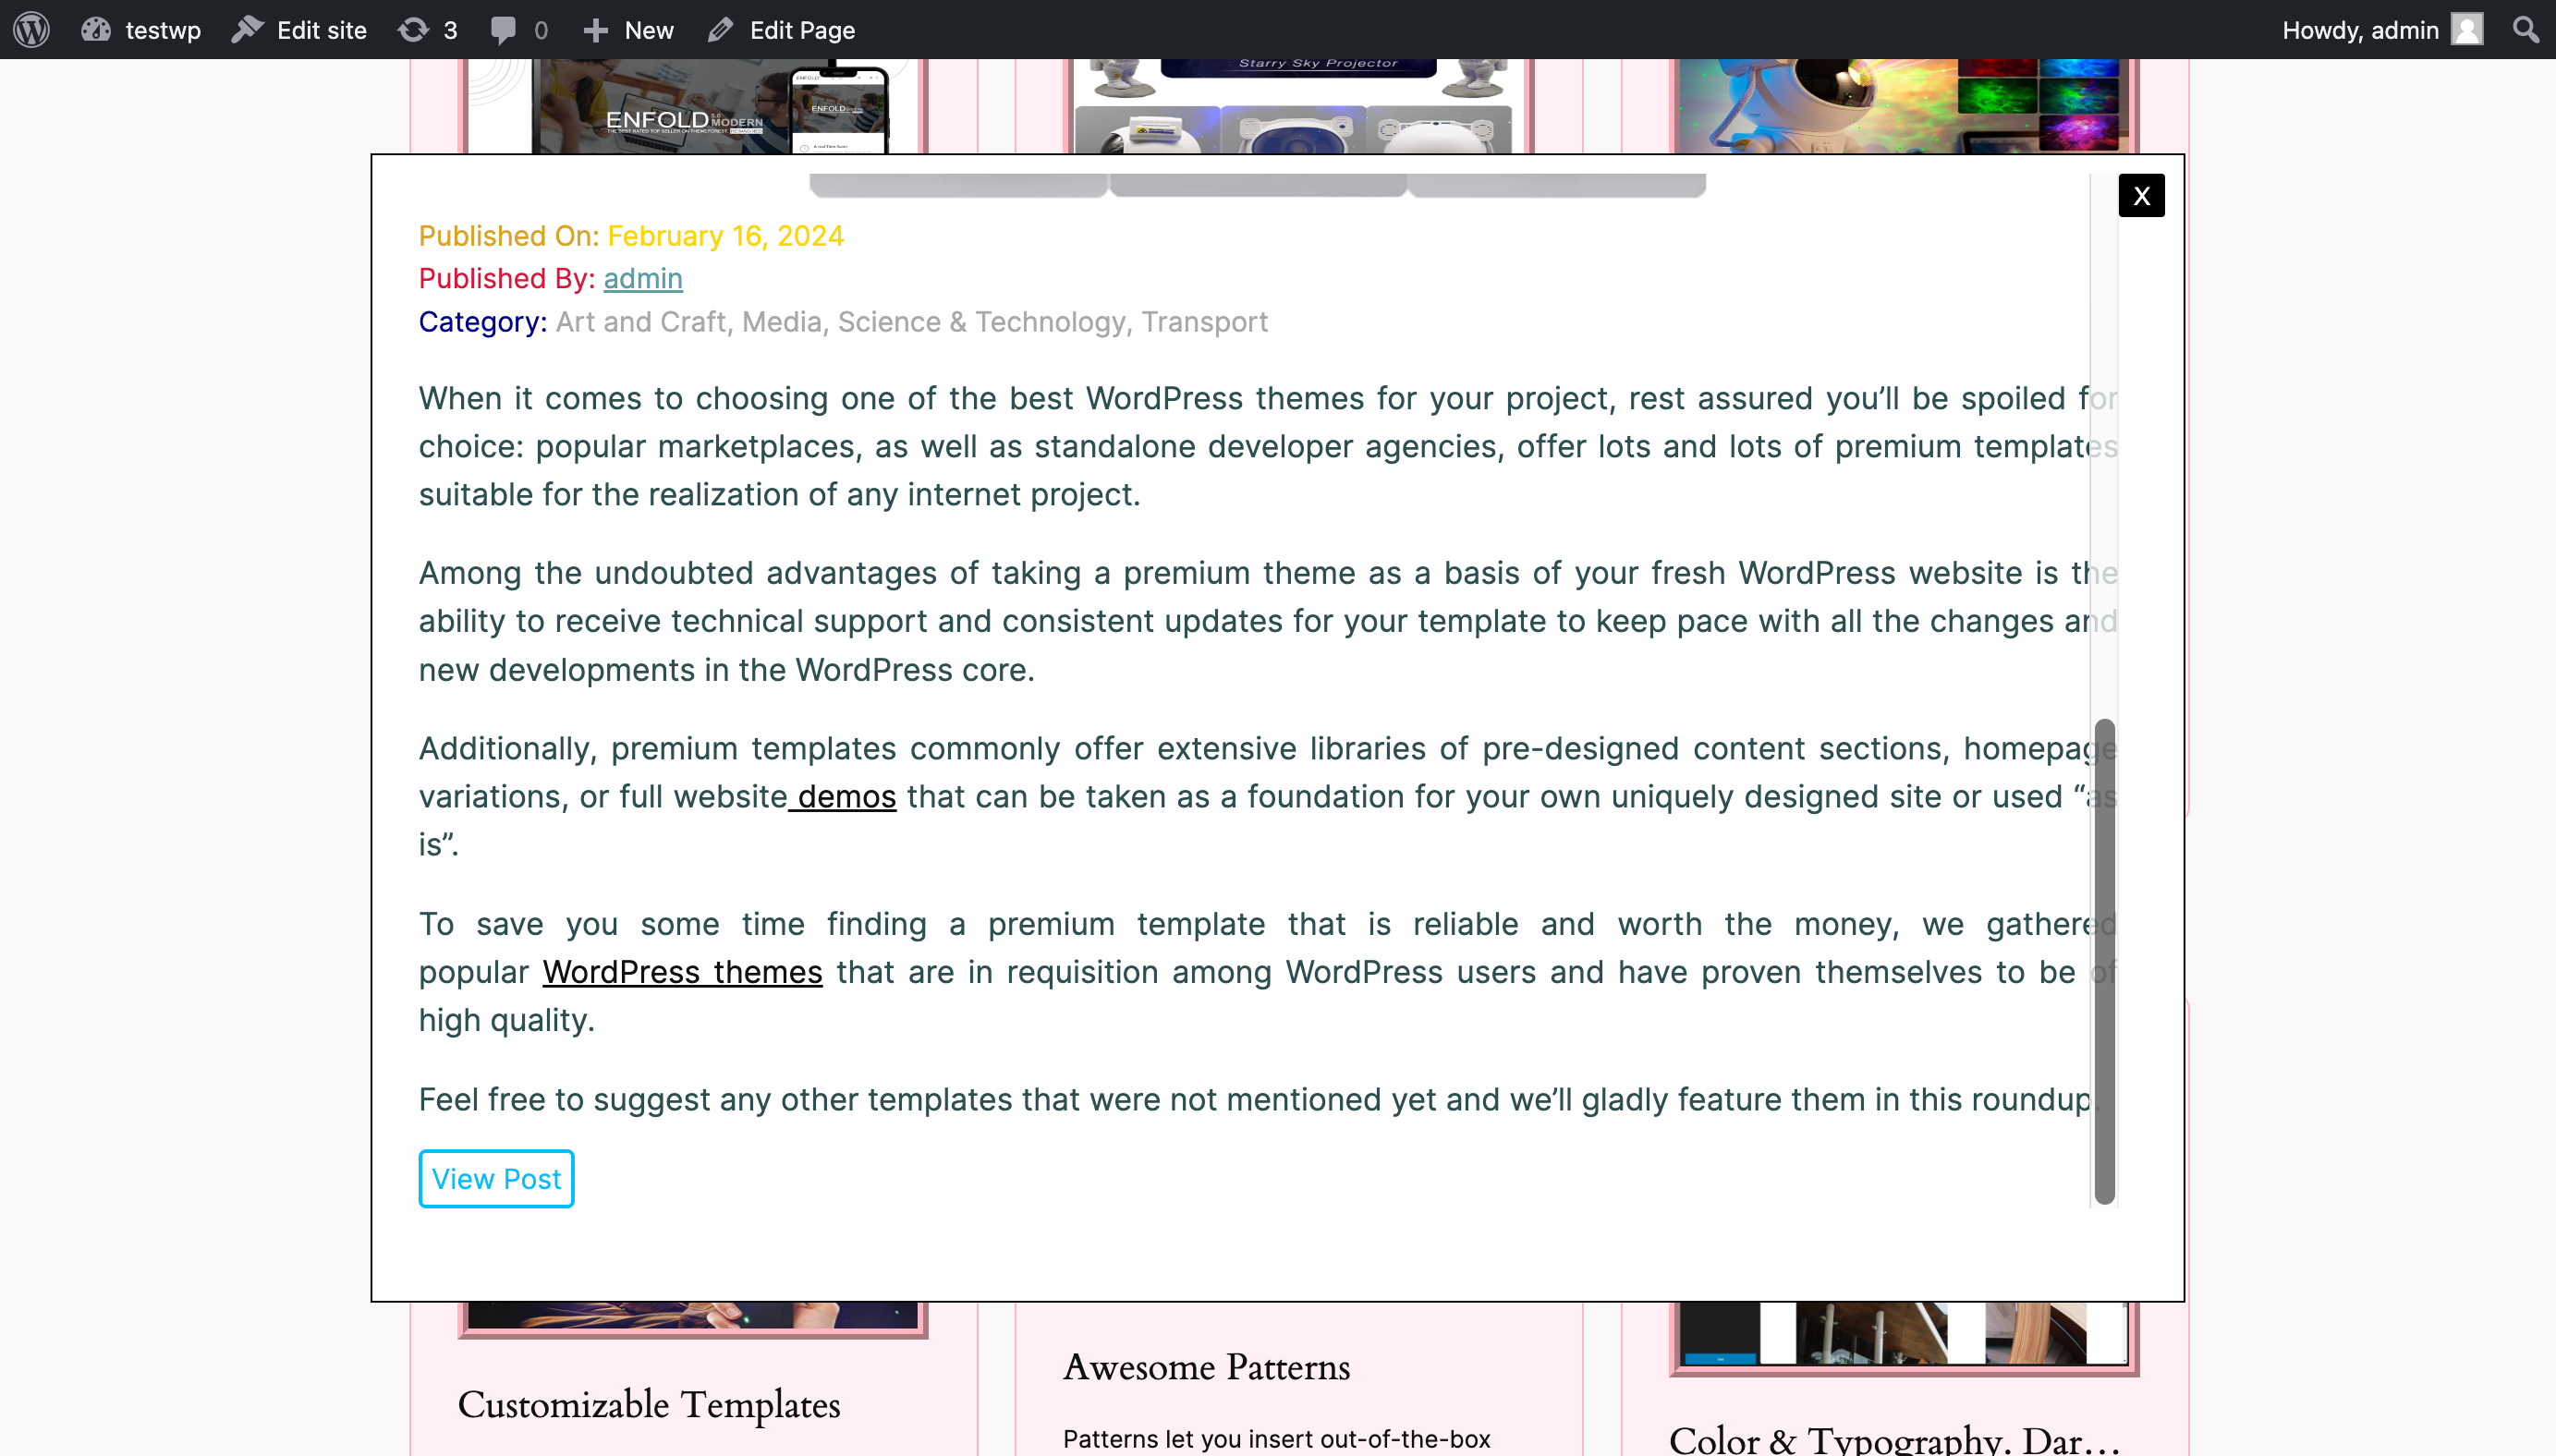 testwp Edit site 3 0 New Edit Page Howdy, admin
ENFOLD MODERN
ENFOLD
Starry Sky Projector
X
Published On: February 16, 2024
Published By: admin
Category: Art and Craft, Media, Science & Technology, Transport
When it comes to choosing one of the best WordPress themes for your project, rest assured you’ll be spoiled for
choice: popular marketplaces, as well as standalone developer agencies, offer lots and lots of premium templates
suitable for the realization of any internet project.
Among the undoubted advantages of taking a premium theme as a basis of your fresh WordPress website is the
ability to receive technical support and consistent updates for your template to keep pace with all the changes and
new developments in the WordPress core.
Additionally, premium templates commonly offer extensive libraries of pre-designed content sections, homepage
variations, or full website demos that can be taken as a foundation for your own uniquely designed site or used “as
is”.
To save you some time finding a premium template that is reliable and worth the money, we gathered
popular WordPress themes that are in requisition among WordPress users and have proven themselves to be of
high quality.
Feel free to suggest any other templates that were not mentioned yet and we’ll gladly feature them in this roundup.
View Post
Customizable Templates
Awesome Patterns
Patterns let you insert out-of-the-box
Color & Typography. Dar...